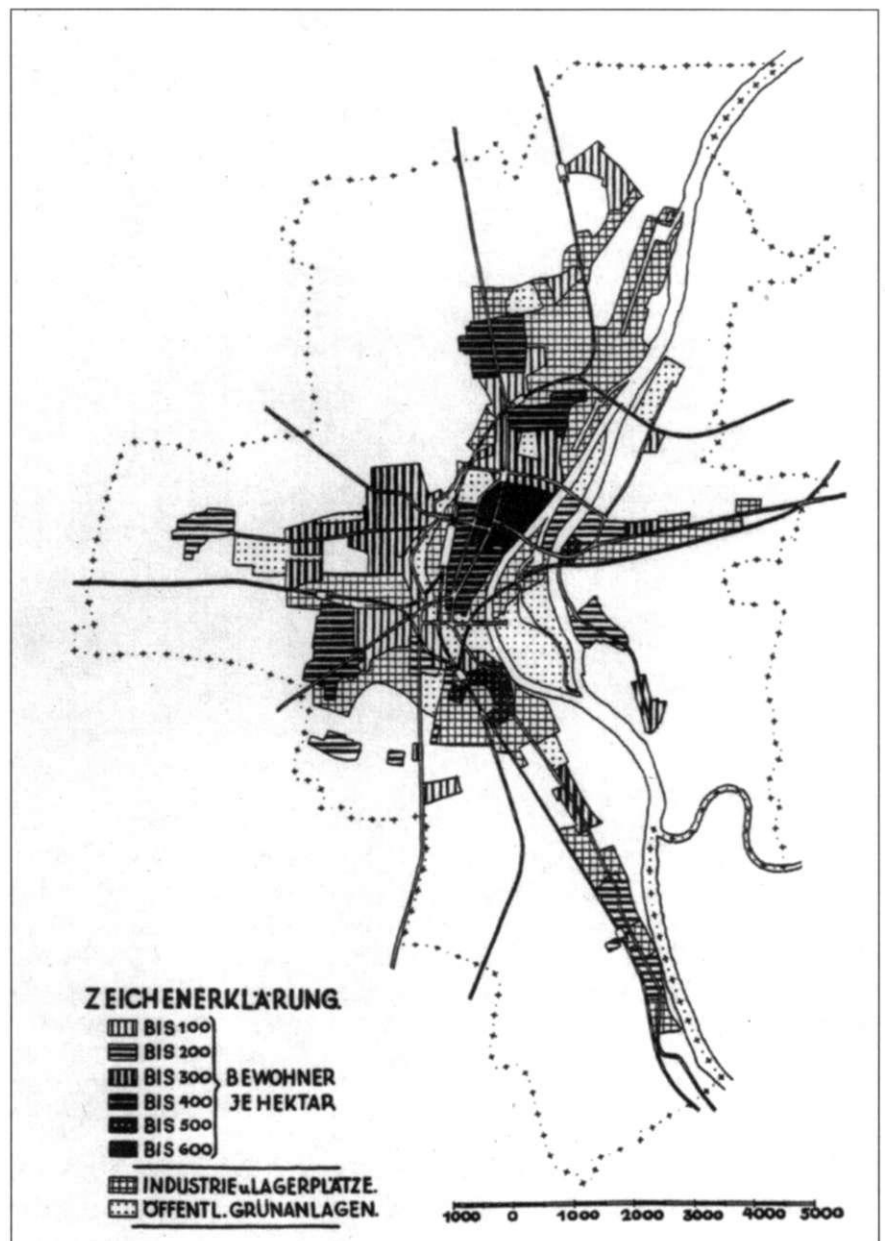 ZEICHENERKLÄRUNG.
BIS 100
BIS 200
BIS 300
BIS 400
BIS 500
BIS 600
BEWOHNER
JE HEKTAR
INDUSTRIE u. LAGERPLÄTZE.
ÖFFENTL. GRÜNANLAGEN.
1000 0 1000 2000 3000 4000 5000